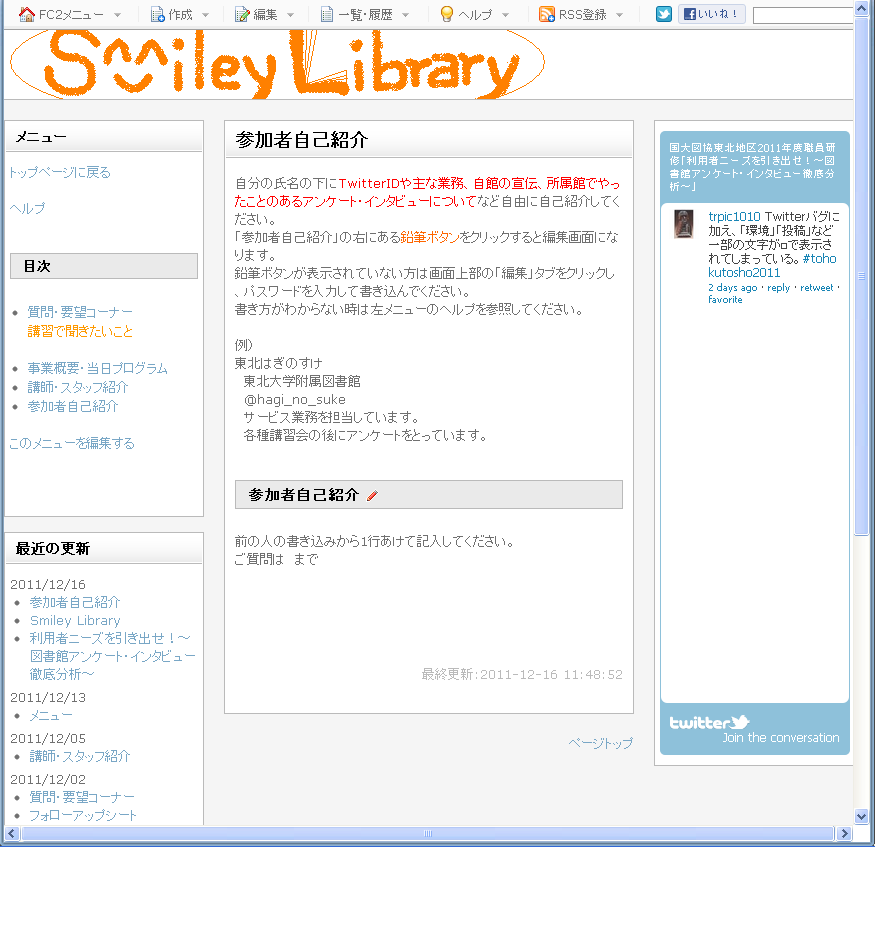 FC2メニュー 作成 編集 一覧・履歴 ヘルプ RSS登録 いいね！
Smiley Library
メニュー
トップページに戻る
ヘルプ
目次
質問・要望コーナー
講習で聞きたいこと
事業概要・当日プログラム
講師・スタッフ紹介
参加者自己紹介
このメニューを編集する
最近の更新
2011/12/16
参加者自己紹介
Smiley Library
利用者ニーズを引き出せ！～
図書館アンケート・インタビュー
徹底分析～
2011/12/13
メニュー
2011/12/05
講師・スタッフ紹介
2011/12/02
質問・要望コーナー
フォローアップシート
参加者自己紹介
自分の氏名の下にTwitterIDや主な業務、自館の宣伝、所属館でやっ
たことのあるアンケート・インタビューについてなど自由に自己紹介してく
ださい。
「参加者自己紹介」の右にある鉛筆ボタンをクリックすると編集画面にな
ります。
鉛筆ボタンが表示されていない方は画面上部の「編集」タブをクリックし
、パスワードを入力して書き込んでください。
書き方がわからない時は左メニューのヘルプを参照してください。
例）
東北はぎのすけ
東北大学附属図書館
@hagi_no_suke
サービス業務を担当しています。
各種講習会の後にアンケートをとっています。
参加者自己紹介
前の人の書き込みから1行あけて記入してください。
ご質問は　まで
最終更新:2011-12-16 11:48:52
ページトップ
国大図協東北地区2011年度職員研
修「利用者ニーズを引き出せ！～図
書館アンケート・インタビュー徹底分
析～」
trpic1010 Twitterバグに
加え、「環境」「投稿」など
一部の文字がロで表示さ
れてしまっている。 #toho
kutosho2011
2 days ago・reply・retweet・
favorite
twitter
Join the conversation